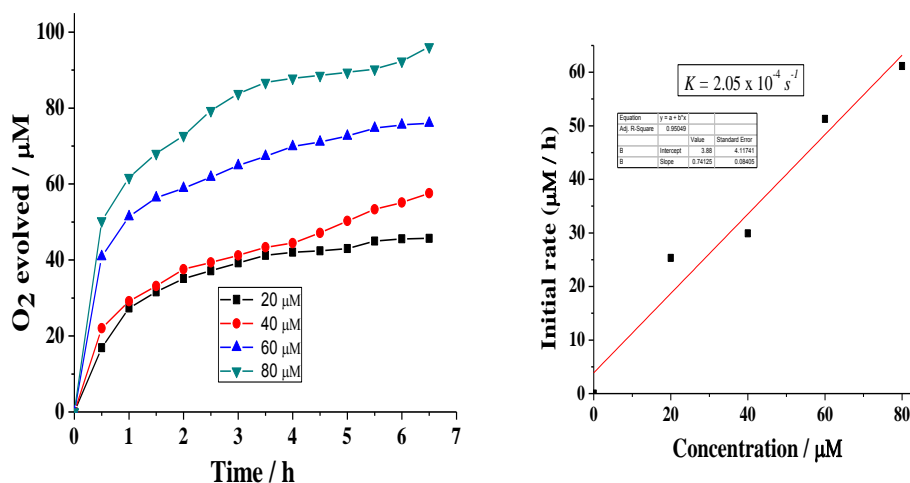 100
80
60
40
20
0
0 1 2 3 4 5 6 7
O2 evolved / μM
Time / h
20 μM
40 μM
60 μM
80 μM
60
50
40
30
20
10
0
0 20 40 60 80
Initial rate (μM / h)
Concentration / μM
K = 2.05 x 10-4 s-1
Equation y = a + b*x
Adj. R-Square 0.95049
Value Standard Error
B Intercept 3.88 4.11741
B Slope 0.74125 0.08405